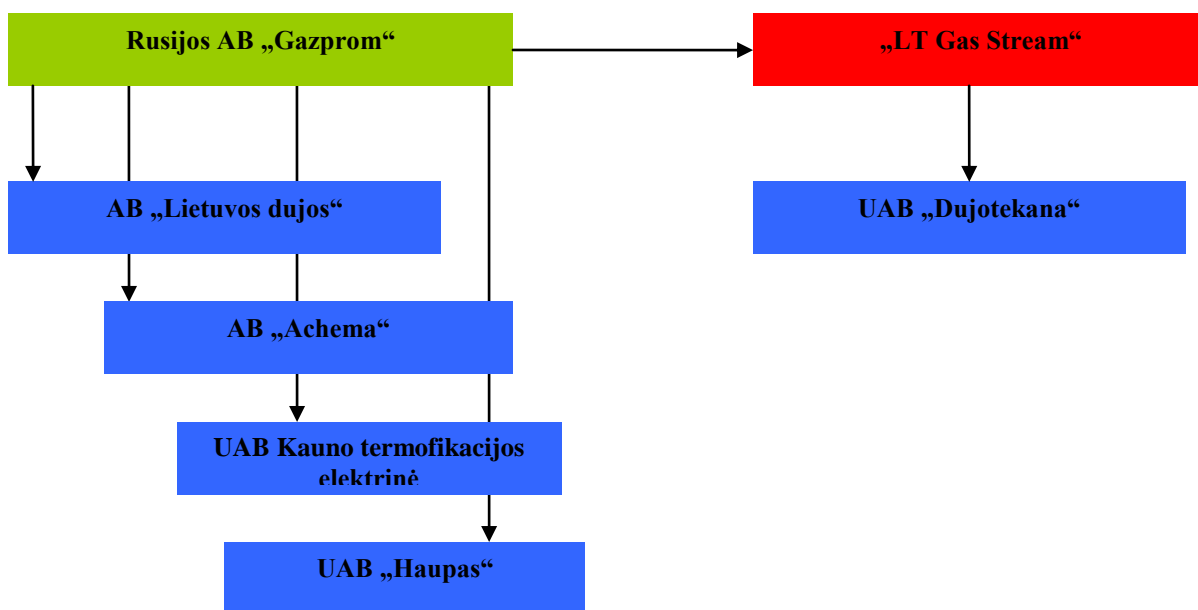 Rusijos AB „Gazprom“
„LT Gas Stream“
AB „Lietuvos dujos“
UAB „Dujotekana“
AB „Achema“
UAB Kauno termofikacijos
elektrinė
UAB „Haupas“